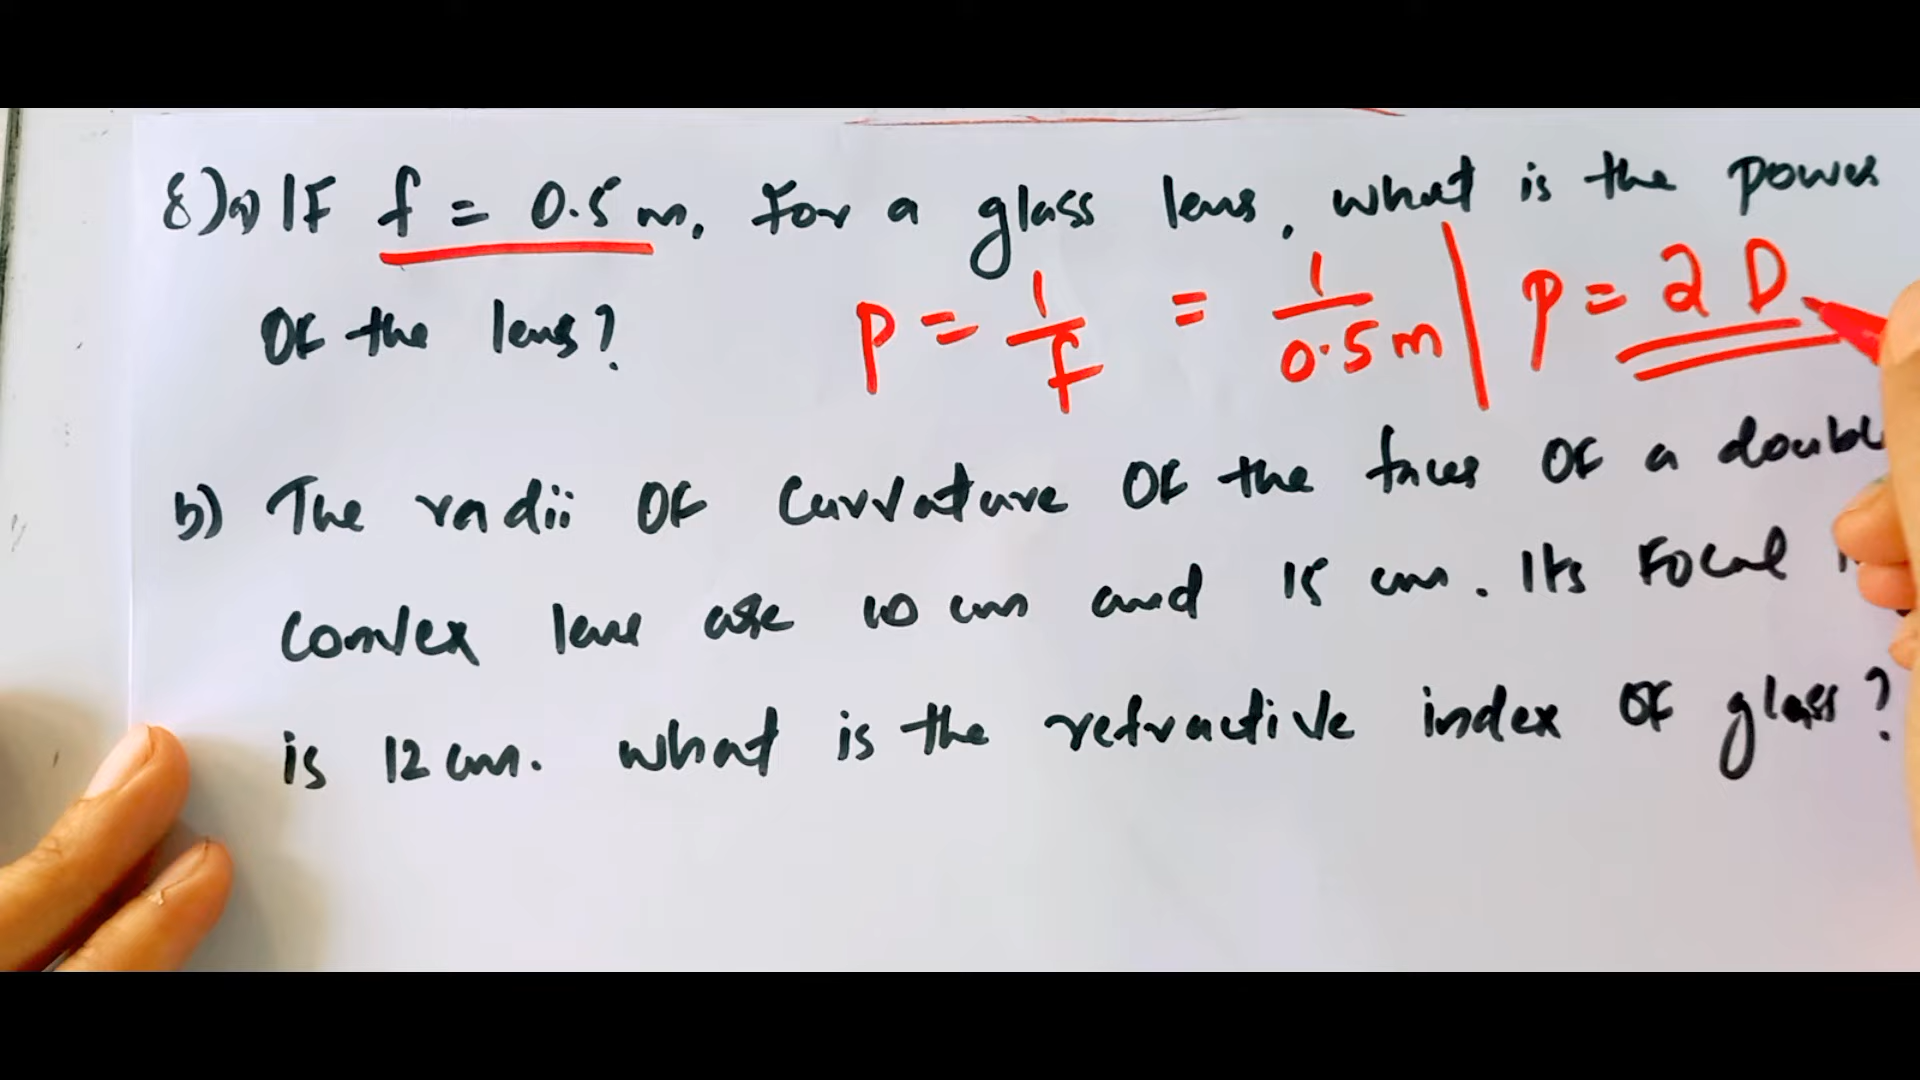 8)a) IF f = 0.5 m. For a glass lens, what is the power
Of the lens?
P = 1/f = 1/0.5 m | P = 2 D
b) The radii Of Curvature Of the faces Of a
Convex lens are 10 cm and 15 cm. Its Focal
is 12 cm. what is the refractive index Of glass?